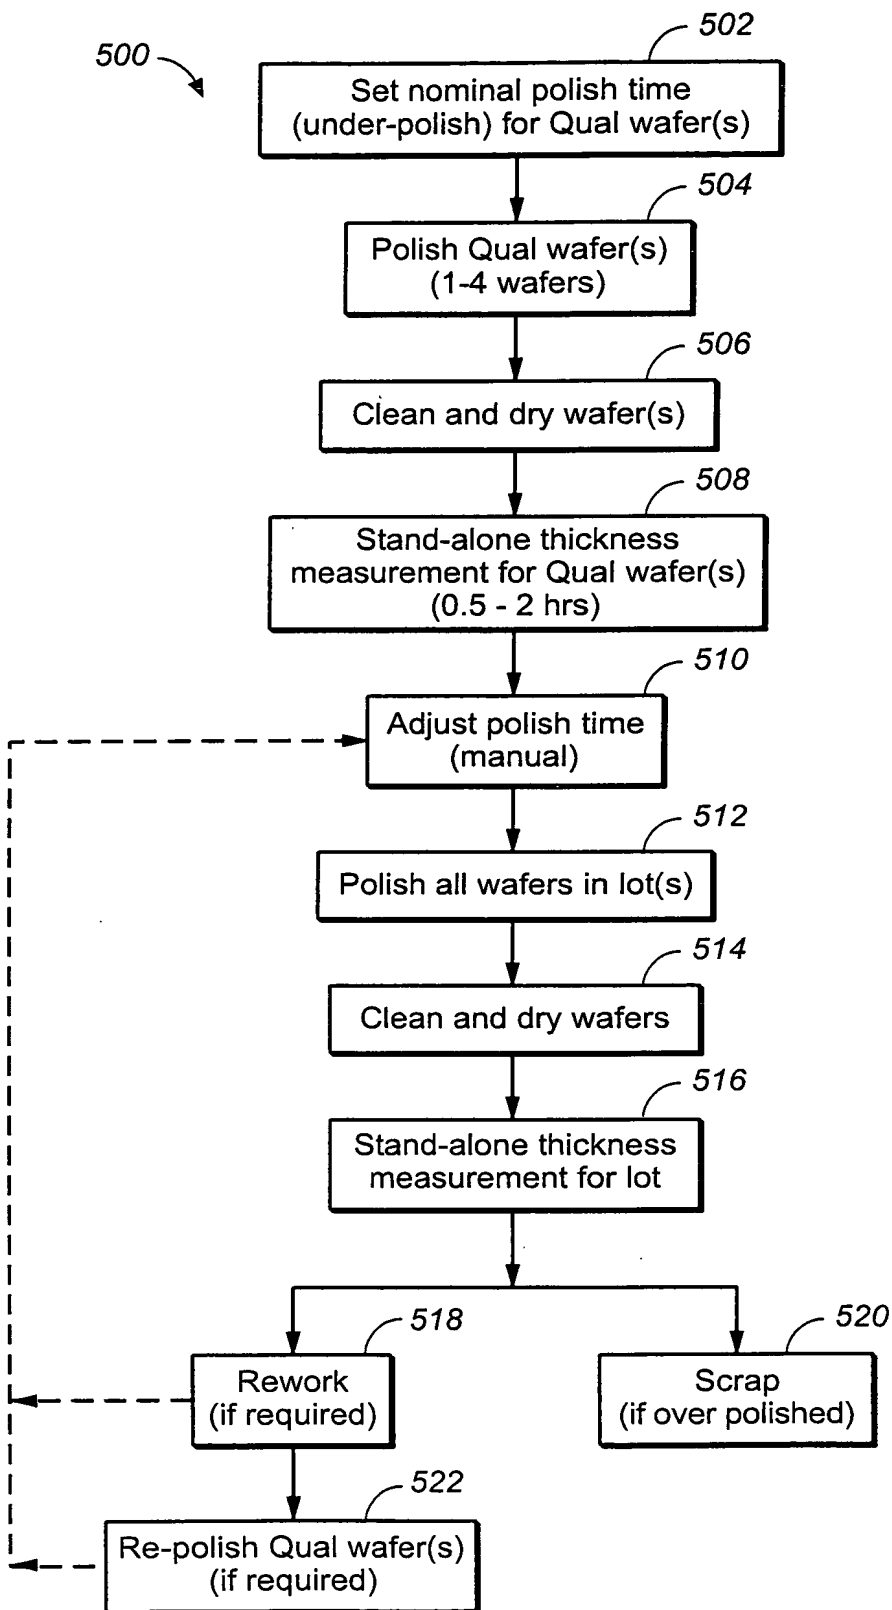 500
502
Set nominal polish time
(under-polish) for Qual wafer(s)
504
Polish Qual wafer(s)
(1-4 wafers)
506
Clean and dry wafer(s)
508
Stand-alone thickness
measurement for Qual wafer(s)
(0.5 - 2 hrs)
510
Adjust polish time
(manual)
512
Polish all wafers in lot(s)
514
Clean and dry wafers
516
Stand-alone thickness
measurement for lot
518
Rework
(if required)
520
Scrap
(if over polished)
522
Re-polish Qual wafer(s)
(if required)